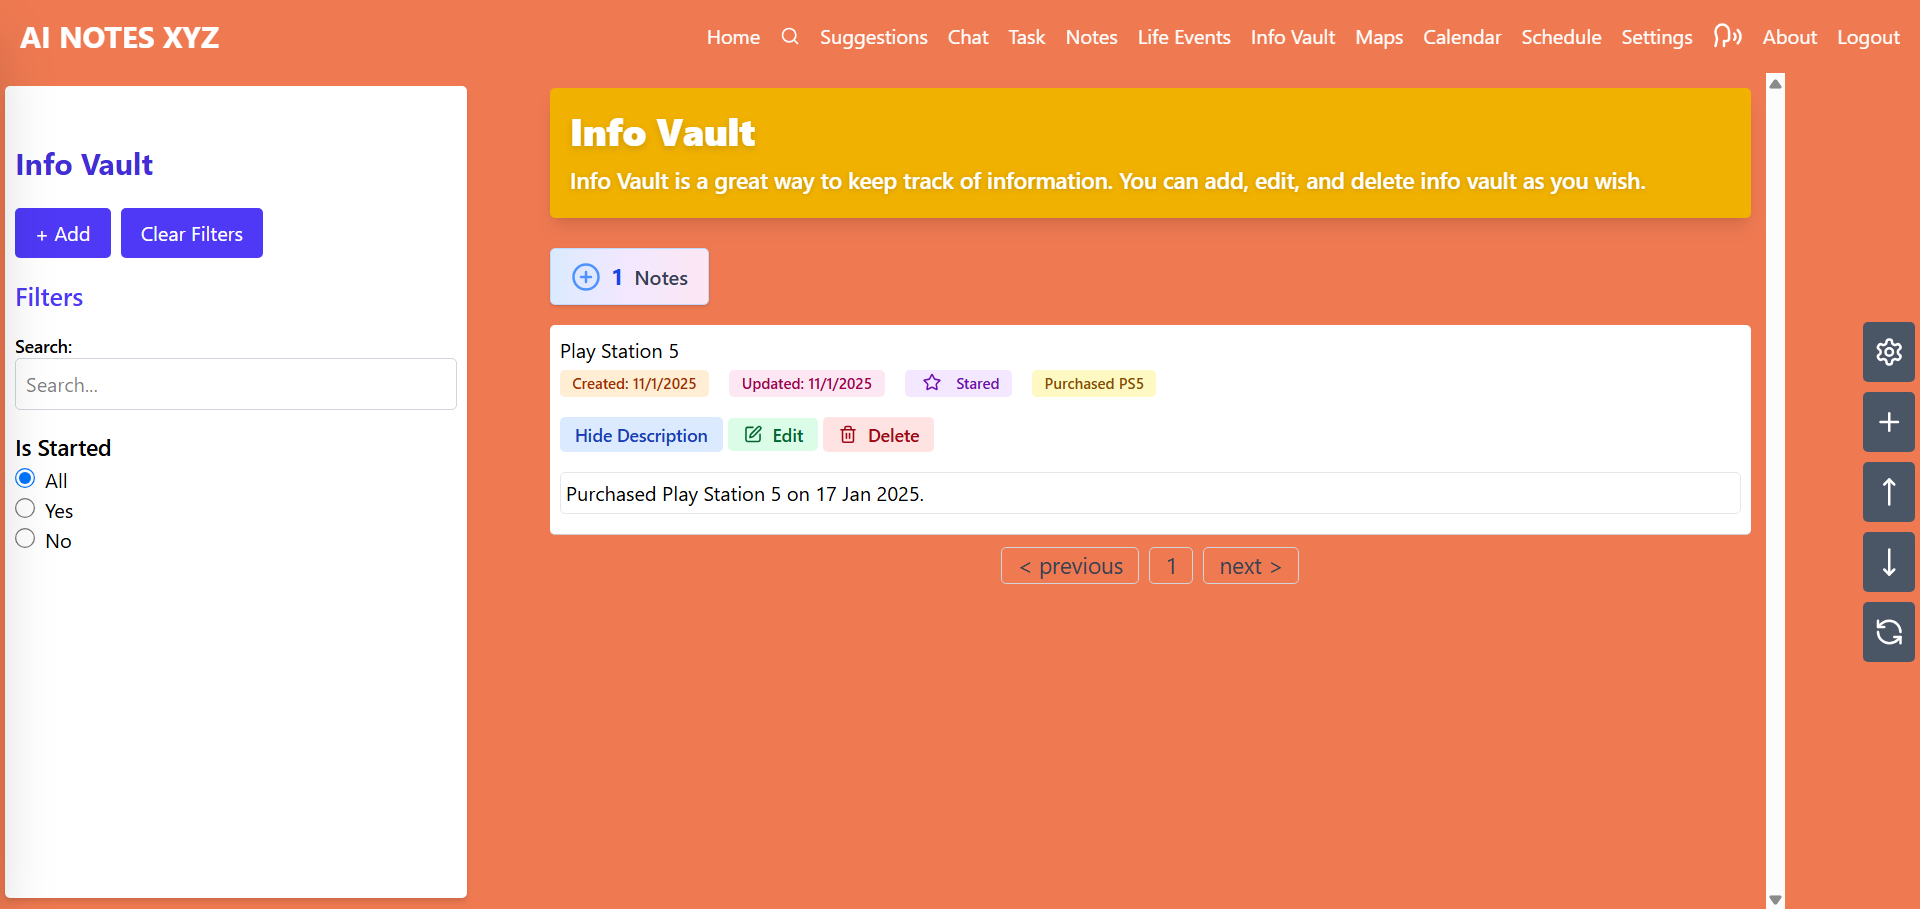 AI NOTES XYZ
Home Suggestions Chat Task Notes Life Events Info Vault Maps Calendar Schedule Settings About Logout
Info Vault
+ Add Clear Filters
Filters
Search:
Search...
Is Started
All
Yes
No
Info Vault
Info Vault is a great way to keep track of information. You can add, edit, and delete info vault as you wish.
1 Notes
Play Station 5
Created: 11/1/2025 Updated: 11/1/2025 Stared Purchased PS5
Hide Description Edit Delete
Purchased Play Station 5 on 17 Jan 2025.
< previous 1 next >